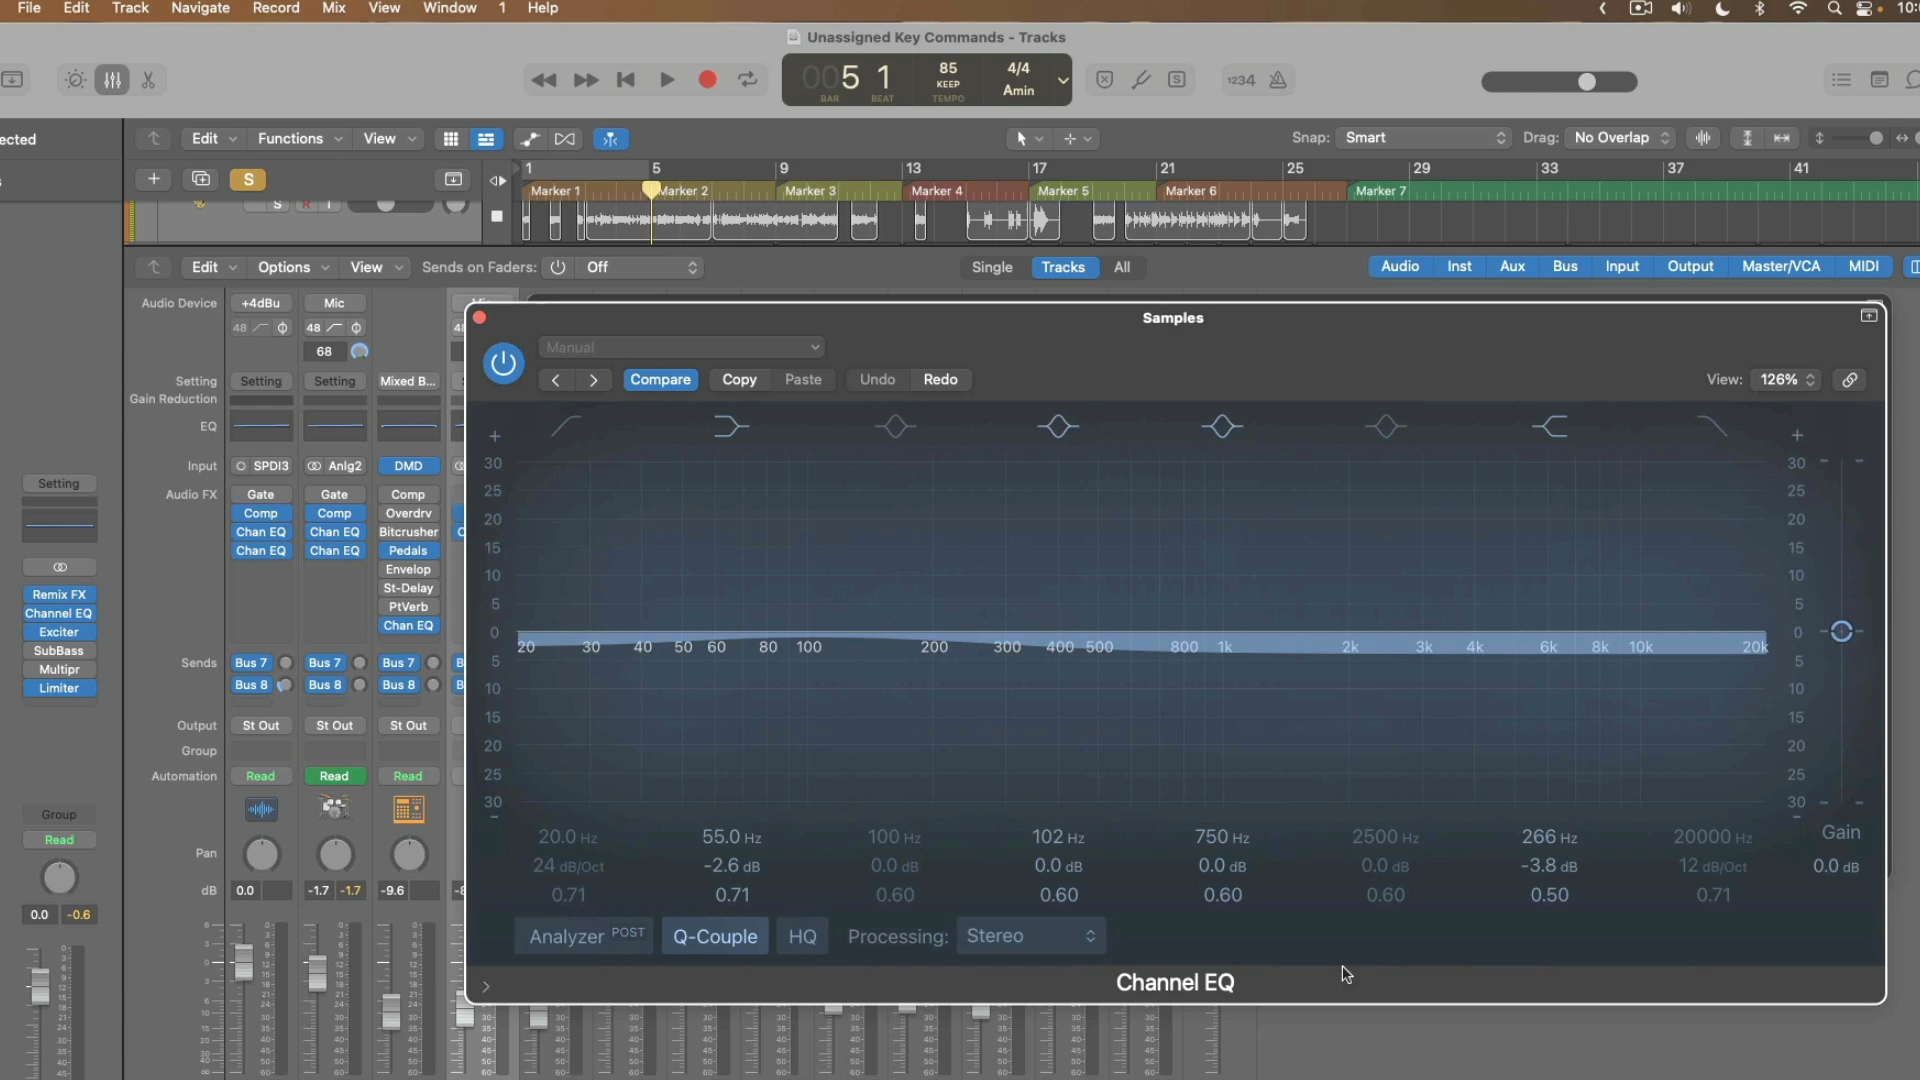 File Edit Track Navigate Record Mix View Window 1 Help
Unassigned Key Commands - Tracks
005 1 85 4/4
KEEP Amin
BAR BEAT TEMPO
1234
ected Edit Functions View Snap: Smart Drag: No Overlap
S
1 5 9 13 17 21 25 29 33 37 41
Marker 1 Marker 2 Marker 3 Marker 4 Marker 5 Marker 6 Marker 7
S R I
Edit Options View Sends on Faders: Off Single Tracks All Audio Inst Aux Bus Input Output Master/VCA MIDI
Audio Device +4dBu Mic
48 48
68
Samples
Manual
Compare Copy Paste Undo Redo View: 126%
Setting Setting Setting Mixed B...
Gain Reduction
EQ
Input SPDI3 Anlg2 DMD
Audio FX Gate Gate Comp
Comp Comp Overdrv
Chan EQ Chan EQ Bitcrusher
Chan EQ Chan EQ Pedals
Envelop
St-Delay
PtVerb
Chan EQ
Sends Bus 7 Bus 7 Bus 7
Bus 8 Bus 8 Bus 8
Output St Out St Out St Out
Group
Automation Read Read Read
Pan
dB 0.0 -1.7 -1.7 -9.6
Setting
Remix FX
Channel EQ
Exciter
SubBass
Multipr
Limiter
Group
Read
0.0 -0.6
+ +
30 30
25 25
20 20
15 15
10 10
5 5
0 0
20 30 40 50 60 80 100 200 300 400 500 800 1k 2k 3k 4k 6k 8k 10k 20k
5 5
10 10
15 15
20 20
25 25
30 30
20.0 Hz 55.0 Hz 100 Hz 102 Hz 750 Hz 2500 Hz 266 Hz 20000 Hz Gain
24 dB/Oct -2.6 dB 0.0 dB 0.0 dB 0.0 dB 0.0 dB -3.8 dB 12 dB/Oct 0.0 dB
0.71 0.71 0.60 0.60 0.60 0.60 0.50 0.71
Analyzer POST Q-Couple HQ Processing: Stereo
Channel EQ